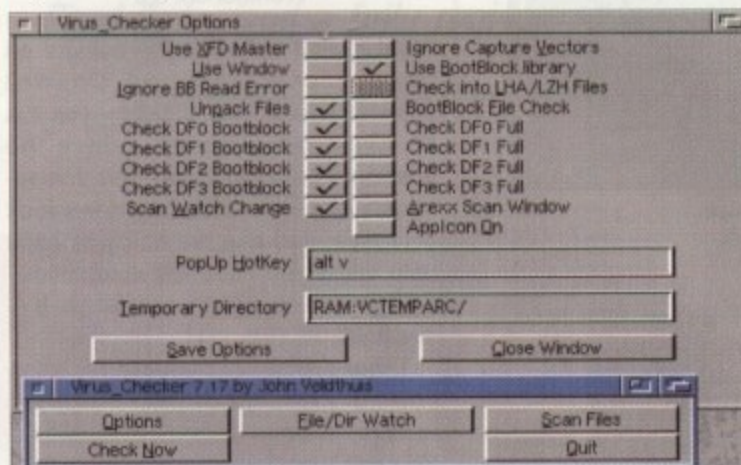 Virus_Checker Options
Use XFD Master Ignore Capture Vectors
Use Window Use BootBlock.library
Ignore BB Read Error Check into LHA/LZH Files
Unpack Files BootBlock File Check
Check DF0 Bootblock Check DF0 Full
Check DF1 Bootblock Check DF1 Full
Check DF2 Bootblock Check DF2 Full
Check DF3 Bootblock Check DF3 Full
Scan Watch Change Arexx Scan Window
AppIcon On
PopUp HotKey alt v
Temporary Directory RAM:VCTEMPARC/
Save Options Close Window
Virus_Checker 7.17 by John Veldthuis
Options File/Dir Watch Scan Files
Check Now Quit